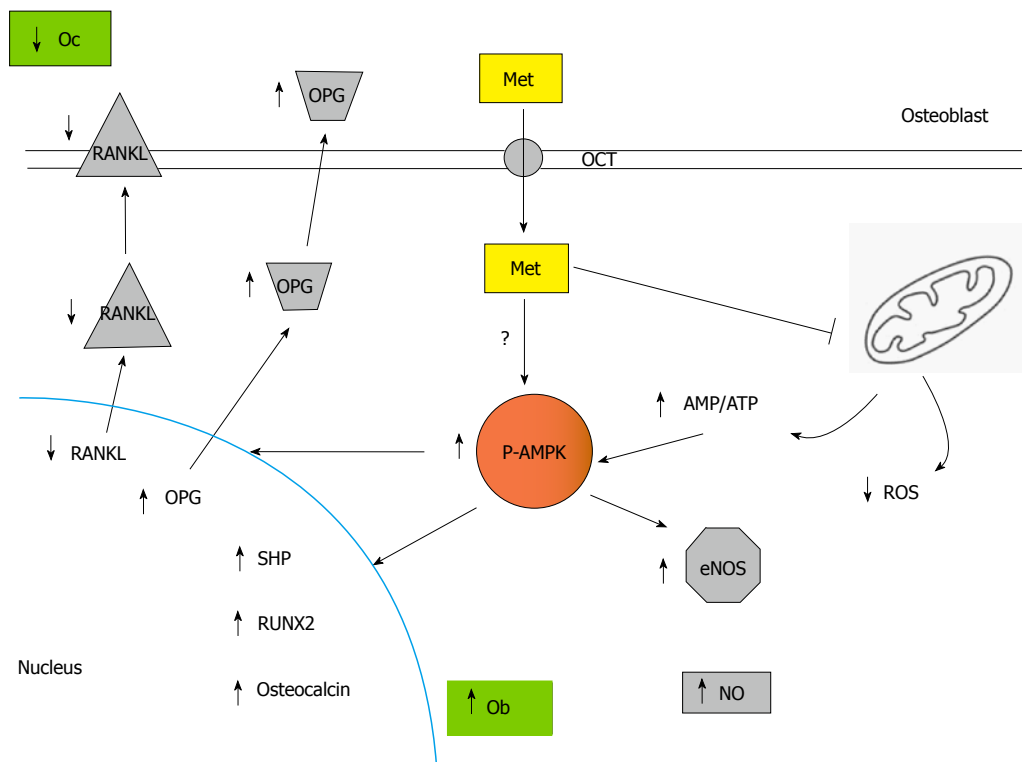 ↓ Oc
↑ OPG
Met
Osteoblast
↓ RANKL
OCT
Met
↑ OPG
↓ RANKL
?
↑ AMP/ATP
↑ P-AMPK
↓ RANKL
↑ OPG
↓ ROS
↑ SHP
↑ eNOS
↑ RUNX2
Nucleus
↑ Osteocalcin
↑ Ob
↑ NO